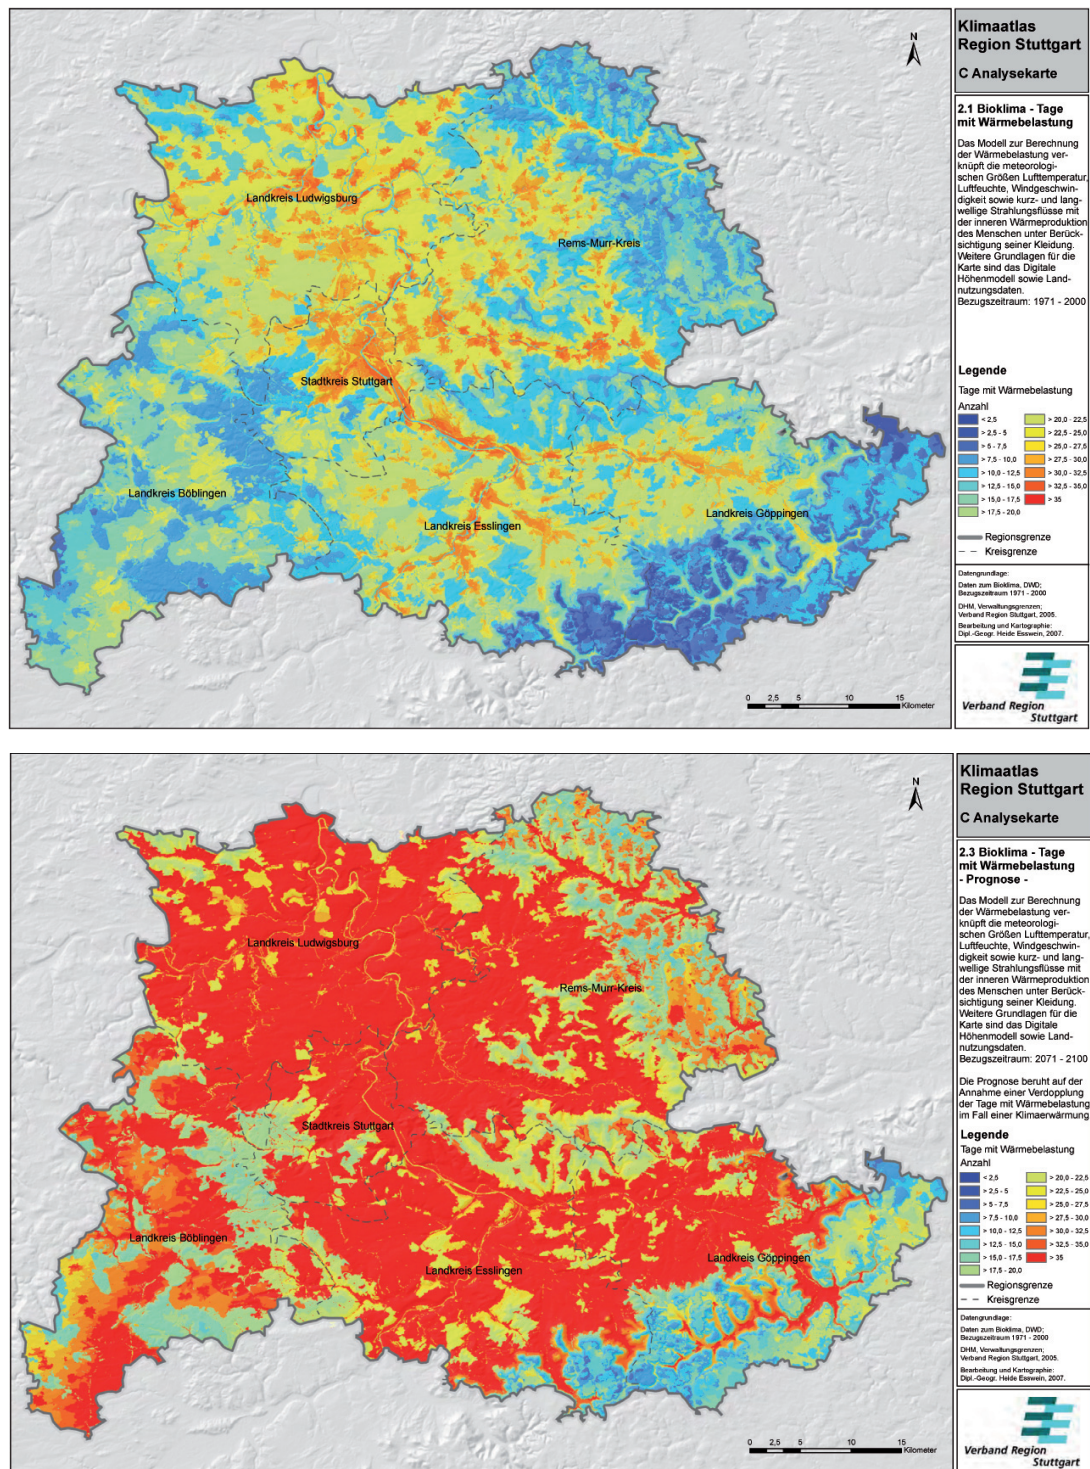 Klimaatlas
Region Stuttgart
C Analysekarte
2.1 Bioklima - Tage
mit Wärmebelastung
Das Modell zur Berechnung
der Wärmebelastung ver-
knüpft die meteorologi-
schen Größen Lufttemperatur,
Luftfeuchte, Windgeschwin-
digkeit sowie kurz- und lang-
wellige Strahlungsflüsse mit
der inneren Wärmeproduktion
des Menschen unter Berück-
sichtigung seiner Kleidung.
Weitere Grundlagen für die
Karte sind das Digitale
Höhenmodell sowie Land-
nutzungsdaten.
Bezugszeitraum: 1971 - 2000
Legende
Tage mit Wärmebelastung
Anzahl
< 2,5
> 2,5 - 5
> 5 - 7,5
> 7,5 - 10,0
> 10,0 - 12,5
> 12,5 - 15,0
> 15,0 - 17,5
> 17,5 - 20,0
> 20,0 - 22,5
> 22,5 - 25,0
> 25,0 - 27,5
> 27,5 - 30,0
> 30,0 - 32,5
> 32,5 - 35,0
> 35
Regionsgrenze
Kreisgrenze
Datengrundlage:
Daten zum Bioklima, DWD;
Bezugszeitraum 1971 - 2000
DHM, Verwaltungsgrenzen;
Verband Region Stuttgart, 2005.
Bearbeitung und Kartographie:
Dipl.-Geogr. Heide Esswein, 2007.
Verband Region
Stuttgart
N
Landkreis Ludwigsburg
Rems-Murr-Kreis
Stadtkreis Stuttgart
Landkreis Böblingen
Landkreis Esslingen
Landkreis Göppingen
0 2,5 5 10 15
Kilometer
Klimaatlas
Region Stuttgart
C Analysekarte
2.3 Bioklima - Tage
mit Wärmebelastung
- Prognose -
Das Modell zur Berechnung
der Wärmebelastung ver-
knüpft die meteorologi-
schen Größen Lufttemperatur,
Luftfeuchte, Windgeschwin-
digkeit sowie kurz- und lang-
wellige Strahlungsflüsse mit
der inneren Wärmeproduktion
des Menschen unter Berück-
sichtigung seiner Kleidung.
Weitere Grundlagen für die
Karte sind das Digitale
Höhenmodell sowie Land-
nutzungsdaten.
Bezugszeitraum: 2071 - 2100
Die Prognose beruht auf der
Annahme einer Verdopplung
der Tage mit Wärmebelastung
im Fall einer Klimaerwärmung
Legende
Tage mit Wärmebelastung
Anzahl
< 2,5
> 2,5 - 5
> 5 - 7,5
> 7,5 - 10,0
> 10,0 - 12,5
> 12,5 - 15,0
> 15,0 - 17,5
> 17,5 - 20,0
> 20,0 - 22,5
> 22,5 - 25,0
> 25,0 - 27,5
> 27,5 - 30,0
> 30,0 - 32,5
> 32,5 - 35,0
> 35
Regionsgrenze
Kreisgrenze
Datengrundlage:
Daten zum Bioklima, DWD;
Bezugszeitraum 1971 - 2000
DHM, Verwaltungsgrenzen;
Verband Region Stuttgart, 2005.
Bearbeitung und Kartographie:
Dipl.-Geogr. Heide Esswein, 2007.
Verband Region
Stuttgart
N
Landkreis Ludwigsburg
Rems-Murr-Kreis
Stadtkreis Stuttgart
Landkreis Böblingen
Landkreis Esslingen
Landkreis Göppingen
0 2,5 5 10 15
Kilometer